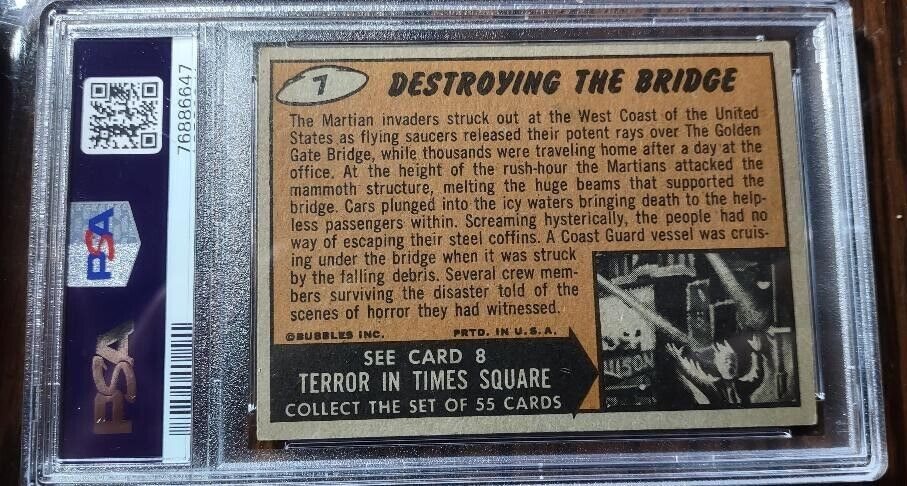 76886647
PSA
PSA
7
DESTROYING THE BRIDGE
The Martian invaders struck out at the West Coast of the United
States as flying saucers released their potent rays over The Golden
Gate Bridge, while thousands were traveling home after a day at the
office. At the height of the rush-hour the Martians attacked the
mammoth structure, melting the huge beams that supported the
bridge. Cars plunged into the icy waters bringing death to the help-
less passengers within. Screaming hysterically, the people had no
way of escaping their steel coffins. A Coast Guard vessel was cruis-
ing under the bridge when it was struck
by the falling debris. Several crew mem-
bers surviving the disaster told of the
scenes of horror they had witnessed.
©BUBBLES INC. PRTD. IN U.S.A.
SEE CARD 8
TERROR IN TIMES SQUARE
COLLECT THE SET OF 55 CARDS